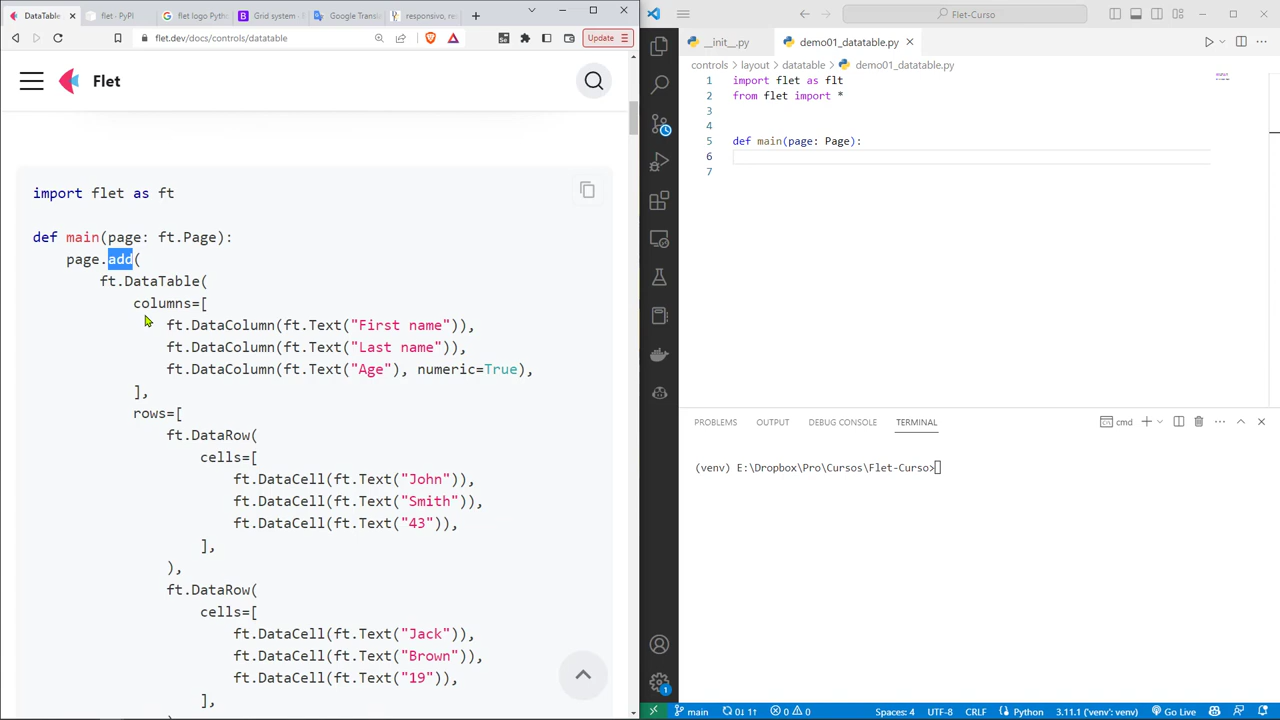 DataTable
flet - PyPI
flet logo Pyth
Grid system ·
Google Transl
responsivo, re
flet.dev/docs/controls/datatable
Update
Flet
import flet as ft
def main(page: ft.Page):
page.add(
ft.DataTable(
columns=[
ft.DataColumn(ft.Text("First name")),
ft.DataColumn(ft.Text("Last name")),
ft.DataColumn(ft.Text("Age"), numeric=True),
],
rows=[
ft.DataRow(
cells=[
ft.DataCell(ft.Text("John")),
ft.DataCell(ft.Text("Smith")),
ft.DataCell(ft.Text("43")),
],
),
ft.DataRow(
cells=[
ft.DataCell(ft.Text("Jack")),
ft.DataCell(ft.Text("Brown")),
ft.DataCell(ft.Text("19")),
],
Flet-Curso
__init__.py
demo01_datatable.py
controls > layout > datatable > demo01_datatable.py
1 import flet as flt
2 from flet import *
3
4
5 def main(page: Page):
6
7
PROBLEMS OUTPUT DEBUG CONSOLE TERMINAL
cmd
(venv) E:\Dropbox\Pro\Cursos\Flet-Curso>
1
main 0↓ 1↑ 0 0 Spaces: 4 UTF-8 CRLF Python 3.11.1 ('venv': venv) Go Live